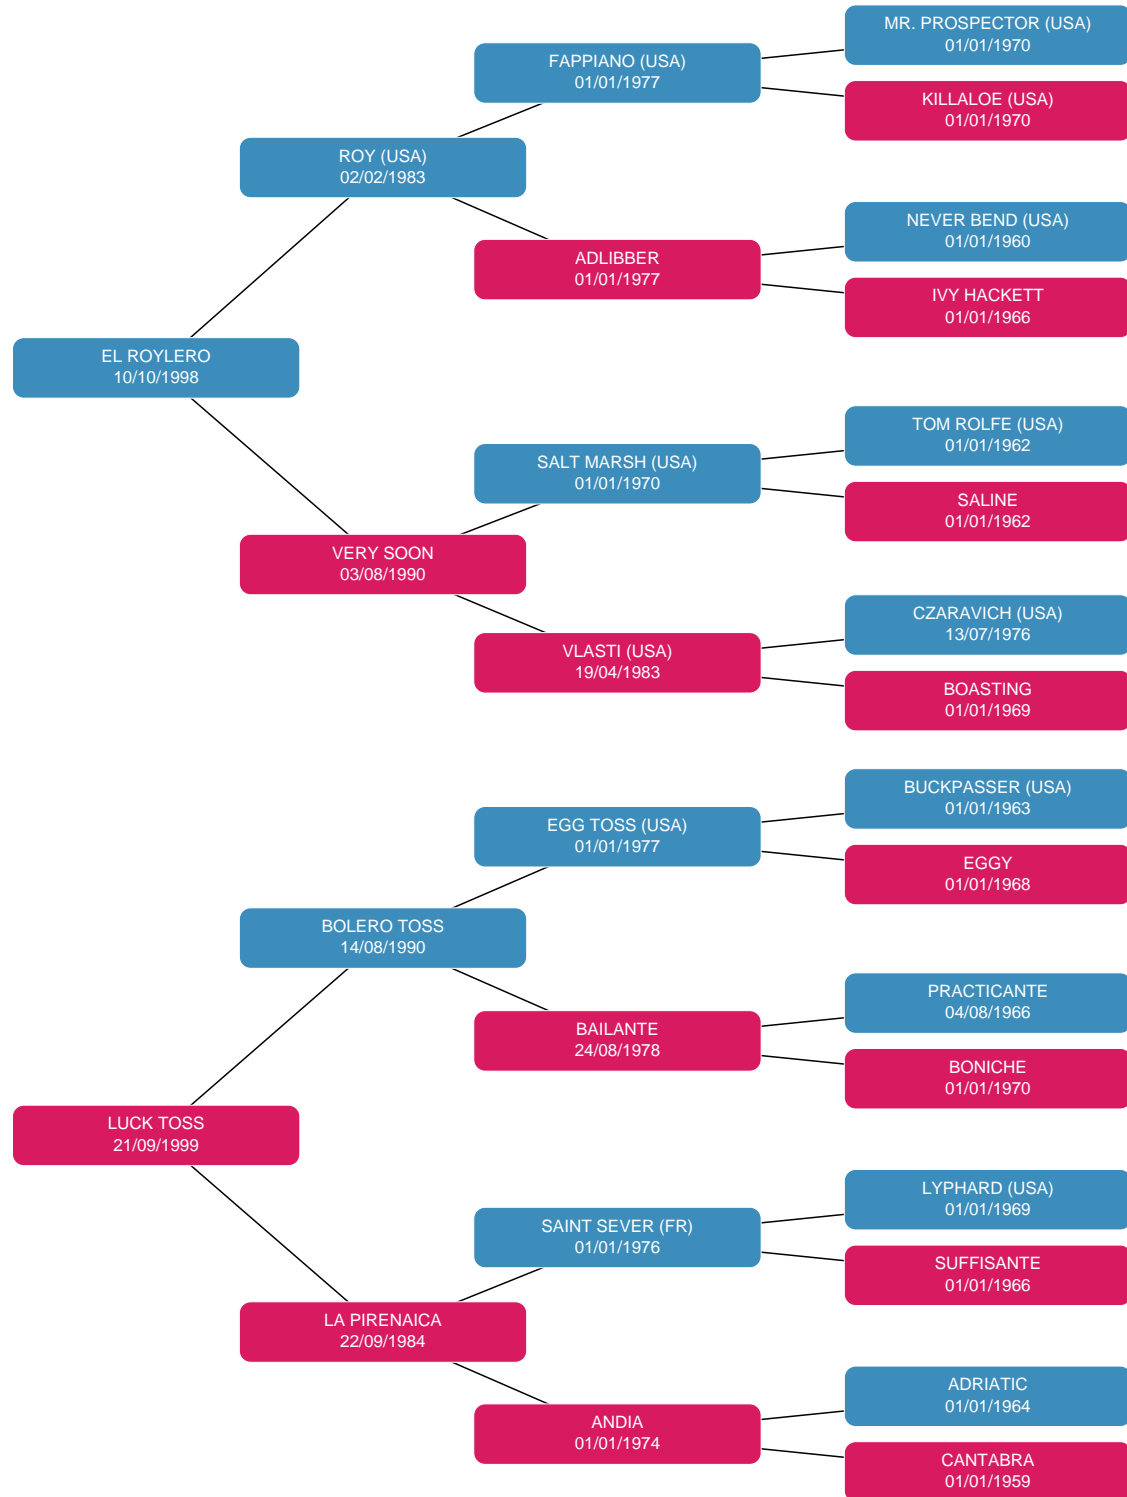 MR. PROSPECTOR (USA)
01/01/1970
FAPPIANO (USA)
01/01/1977
KILLALOE (USA)
01/01/1970
ROY (USA)
02/02/1983
NEVER BEND (USA)
01/01/1960
ADLIBBER
01/01/1977
IVY HACKETT
01/01/1966
EL ROYLERO
10/10/1998
TOM ROLFE (USA)
01/01/1962
SALT MARSH (USA)
01/01/1970
SALINE
01/01/1962
VERY SOON
03/08/1990
CZARAVICH (USA)
13/07/1976
VLASTI (USA)
19/04/1983
BOASTING
01/01/1969
BUCKPASSER (USA)
01/01/1963
EGG TOSS (USA)
01/01/1977
EGGY
01/01/1968
BOLERO TOSS
14/08/1990
PRACTICANTE
04/08/1966
BAILANTE
24/08/1978
BONICHE
01/01/1970
LUCK TOSS
21/09/1999
LYPHARD (USA)
01/01/1969
SAINT SEVER (FR)
01/01/1976
SUFFISANTE
01/01/1966
LA PIRENAICA
22/09/1984
ADRIATIC
01/01/1964
ANDIA
01/01/1974
CANTABRA
01/01/1959